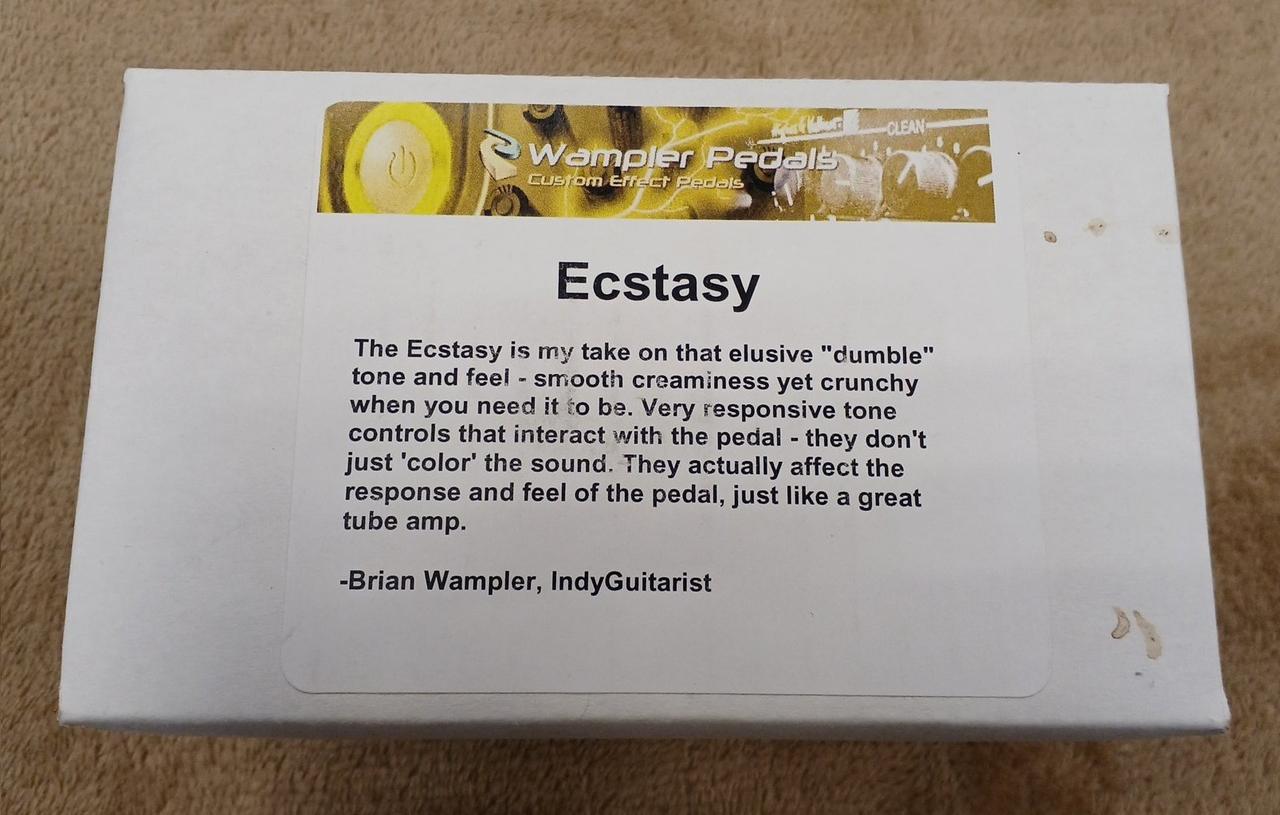 Wampler Pedals
Custom Effect Pedals
CLEAN
Ecstasy
The Ecstasy is my take on that elusive "dumble"
tone and feel - smooth creaminess yet crunchy
when you need it to be. Very responsive tone
controls that interact with the pedal - they don't
just 'color' the sound. They actually affect the
response and feel of the pedal, just like a great
tube amp.
-Brian Wampler, IndyGuitarist